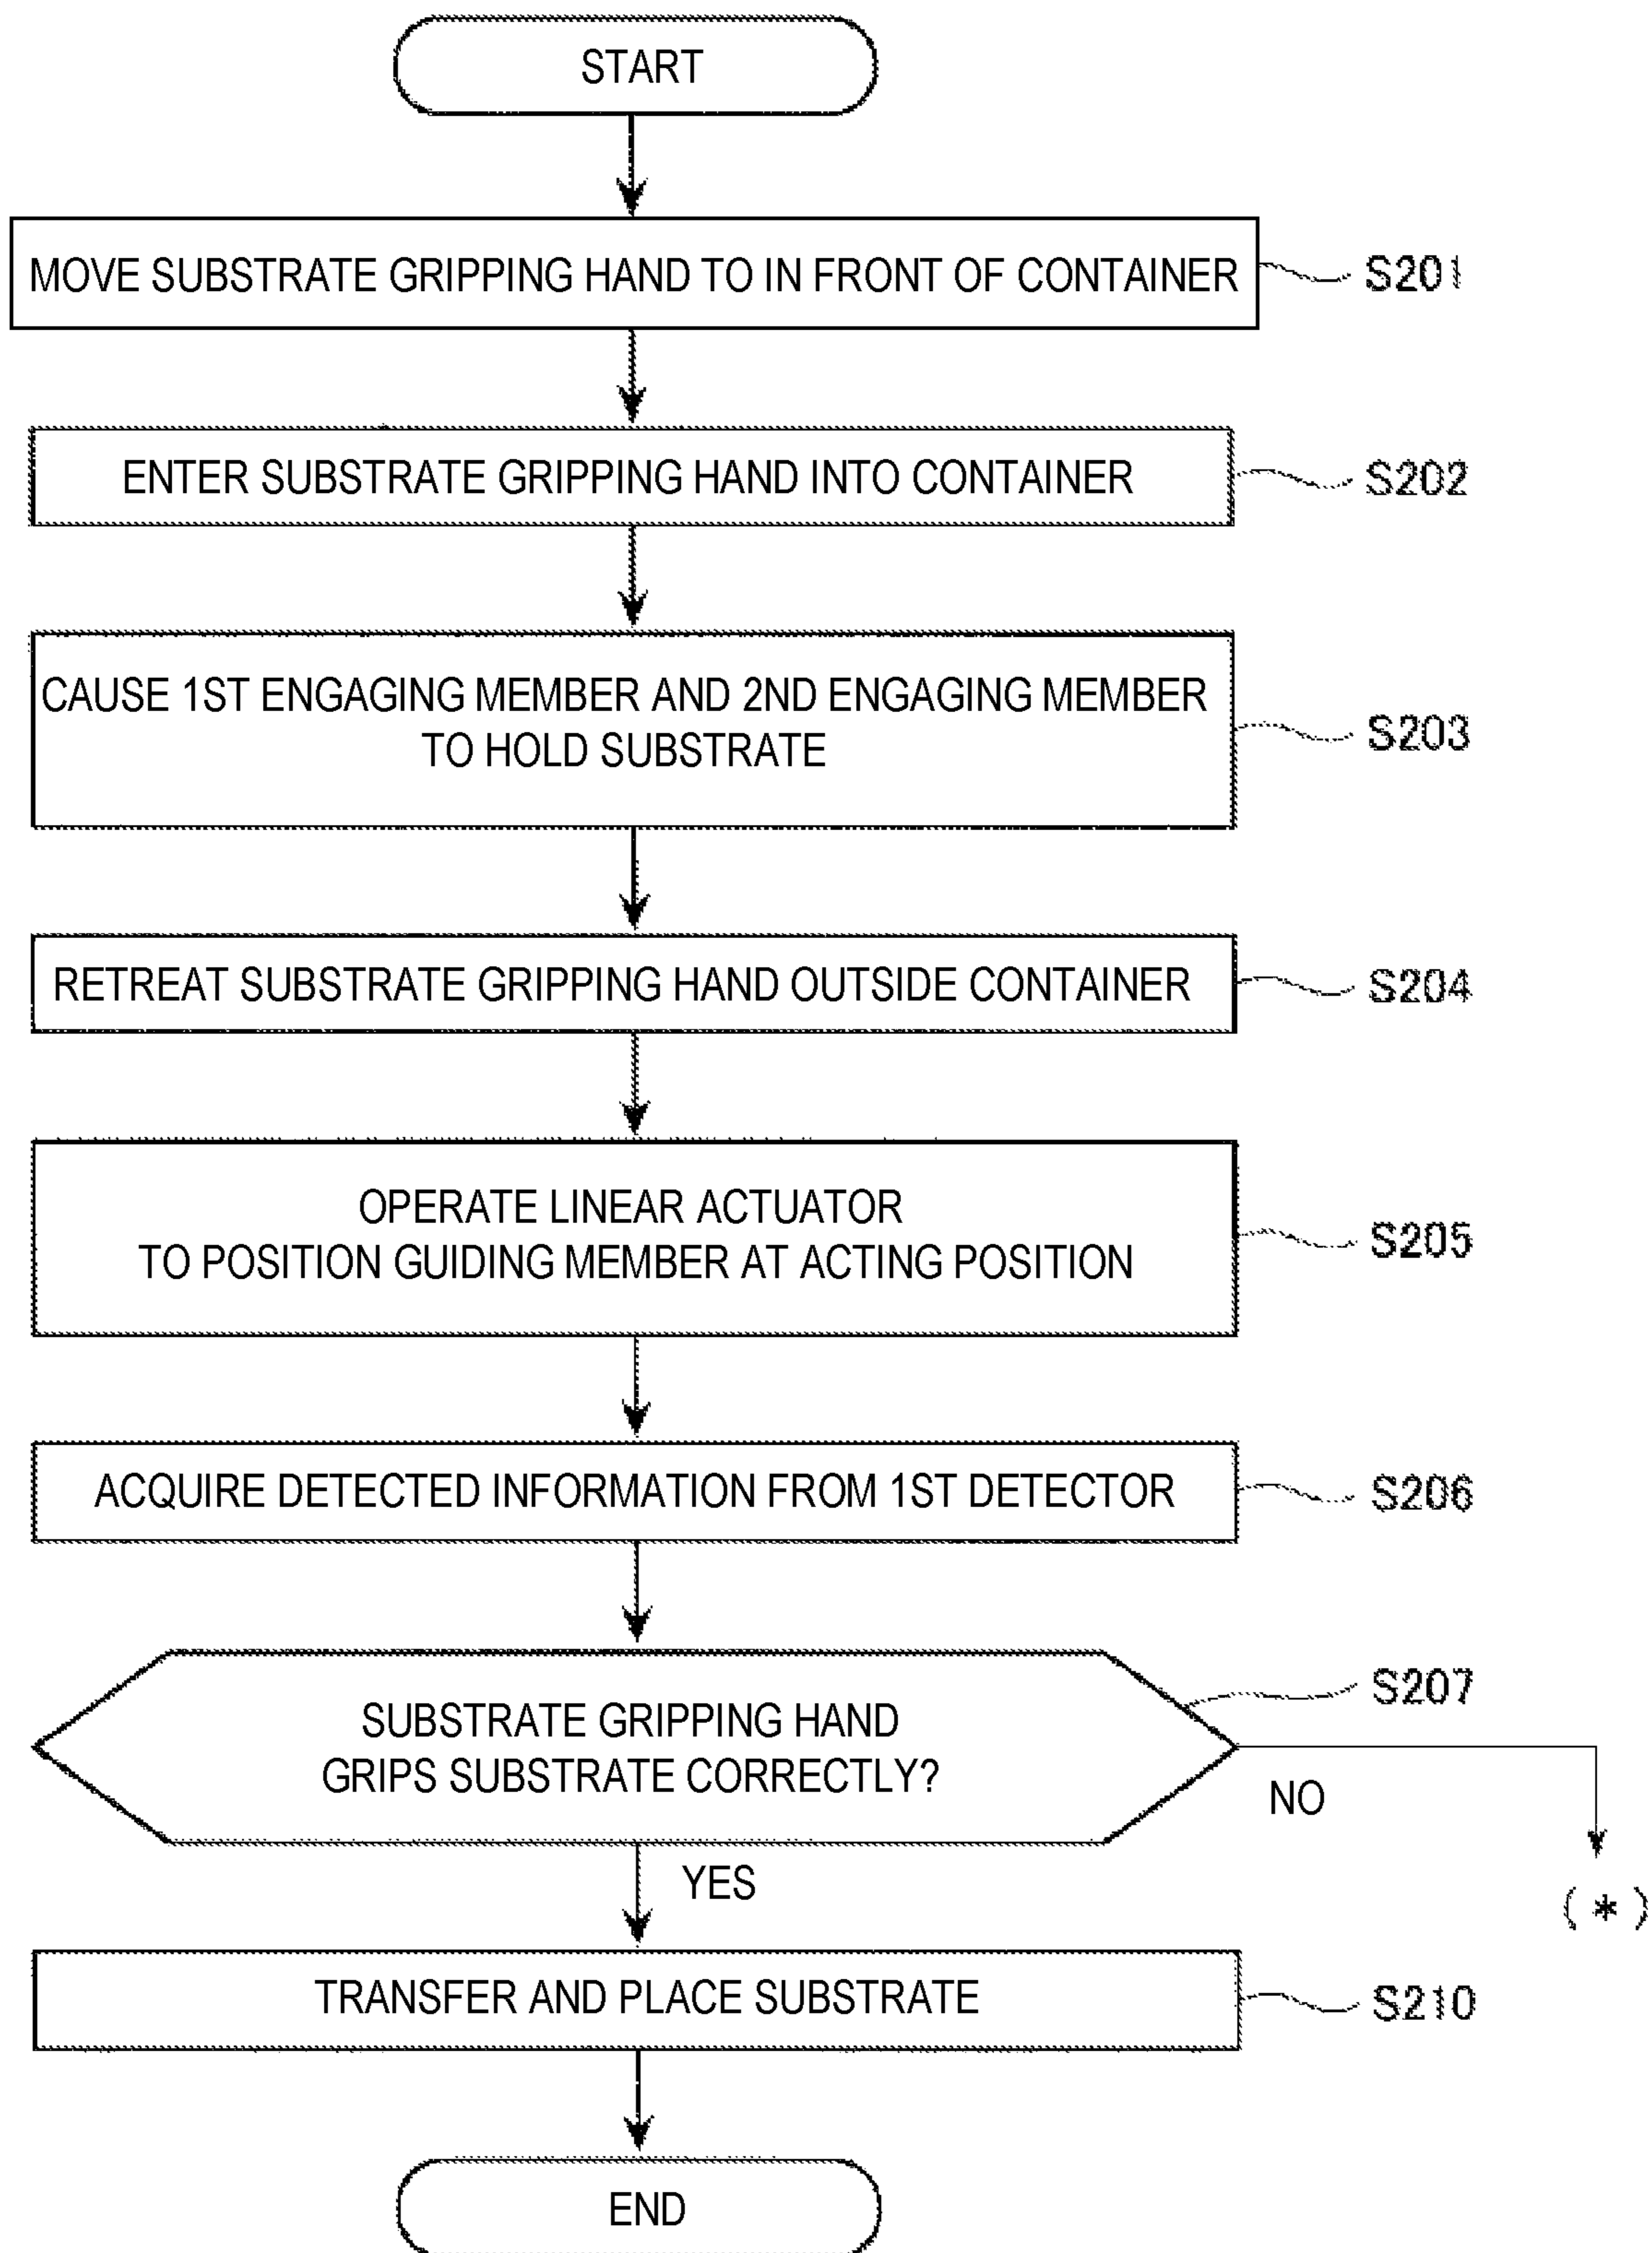 START
MOVE SUBSTRATE GRIPPING HAND TO IN FRONT OF CONTAINER
S201
ENTER SUBSTRATE GRIPPING HAND INTO CONTAINER
S202
CAUSE 1ST ENGAGING MEMBER AND 2ND ENGAGING MEMBER
TO HOLD SUBSTRATE
S203
RETREAT SUBSTRATE GRIPPING HAND OUTSIDE CONTAINER
S204
OPERATE LINEAR ACTUATOR
TO POSITION GUIDING MEMBER AT ACTING POSITION
S205
ACQUIRE DETECTED INFORMATION FROM 1ST DETECTOR
S206
SUBSTRATE GRIPPING HAND
GRIPS SUBSTRATE CORRECTLY?
S207
NO
(*)
YES
TRANSFER AND PLACE SUBSTRATE
S210
END